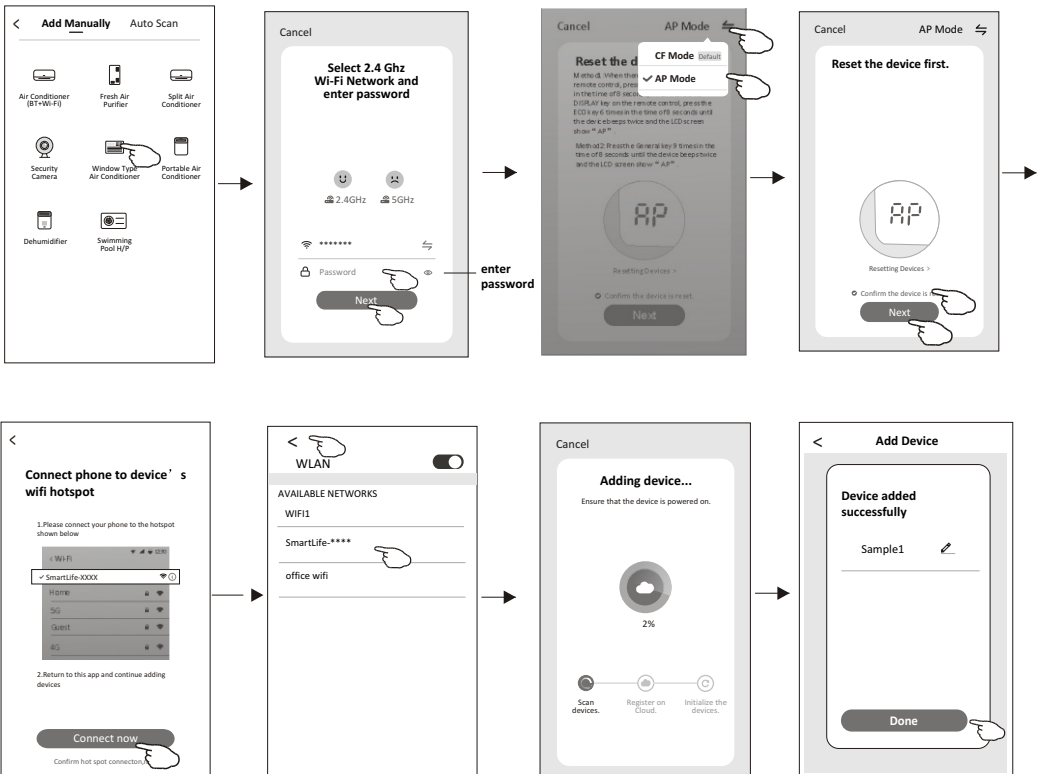 < Add Manually Auto Scan
Air Conditioner
(BT+Wi-Fi)
Fresh Air
Purifier
Split Air
Conditioner
Security
Camera
Window Type
Air Conditioner
Portable Air
Conditioner
Dehumidifier
Swimming
Pool H/P
Cancel
Select 2.4 Ghz
Wi-Fi Network and
enter password
2.4GHz 5GHz
*******
Password
Next
enter
password
Cancel AP Mode
CF Mode Default
AP Mode
Reset the d
Method1: When ther
remote control, press
in the time of 8 secon
DISPLAY key on the remote control, press the
ECO key 6 times in the time of 8 seconds until
the device beeps twice and the LCD screen
show “ AP” .
Method2: Press the General key 9 times in the
time of 8 seconds until the device beeps twice
and the LCD screen show “ AP” .
AP
Resetting Devices >
Confirm the device is reset.
Next
Cancel AP Mode
Reset the device first.
AP
Resetting Devices >
Confirm the device is
Next
<
Connect phone to device’s
wifi hotspot
1.Please connect your phone to the hotspot
shown below
< Wi-Fi 12:30
SmartLife-XXXX
Home
5G
Guest
4G
2.Return to this app and continue adding
devices
Connect now
Confirm hot spot connecton,
<
WLAN
AVAILABLE NETWORKS
WIFI1
SmartLife-****
office wifi
Cancel
Adding device...
Ensure that the device is powered on.
2%
Scan
devices.
Register on
Cloud.
Initialize the
devices.
< Add Device
Device added
successfully
Sample1
Done